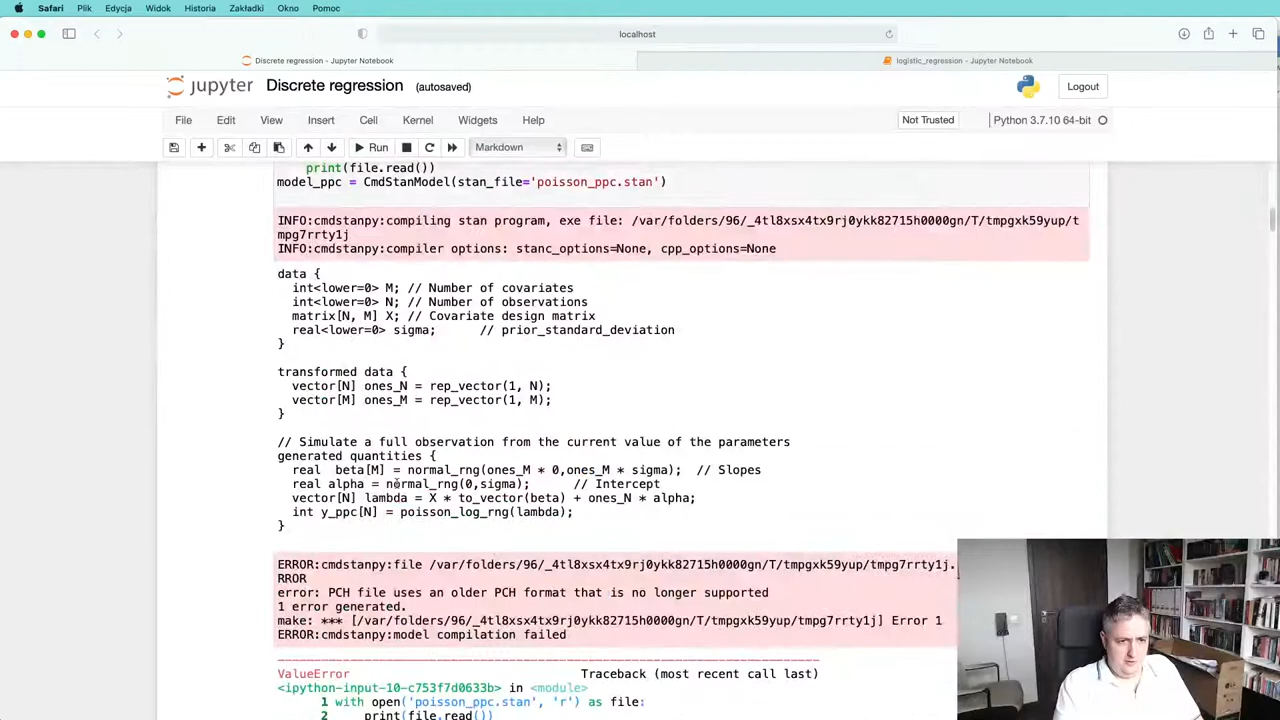 Safari Plik Edycja Widok Historia Zakładki Okno Pomoc
localhost
Discrete regression - Jupyter Notebook
logistic_regression - Jupyter Notebook
jupyter Discrete regression (autosaved)
Logout
File Edit View Insert Cell Kernel Widgets Help
Not Trusted
Python 3.7.10 64-bit
Run
Markdown
print(file.read())
model_ppc = CmdStanModel(stan_file='poisson_ppc.stan')
INFO:cmdstanpy:compiling stan program, exe file: /var/folders/96/_4tl8xsx4tx9rj0ykk82715h0000gn/T/tmpgxk59yup/t
mpg7rrty1j
INFO:cmdstanpy:compiler options: stanc_options=None, cpp_options=None
data {
int<lower=0> M; // Number of covariates
int<lower=0> N; // Number of observations
matrix[N, M] X; // Covariate design matrix
real<lower=0> sigma; // prior_standard_deviation
}
transformed data {
vector[N] ones_N = rep_vector(1, N);
vector[M] ones_M = rep_vector(1, M);
}
// Simulate a full observation from the current value of the parameters
generated quantities {
real beta[M] = normal_rng(ones_M * 0,ones_M * sigma); // Slopes
real alpha = normal_rng(0,sigma); // Intercept
vector[N] lambda = X * to_vector(beta) + ones_N * alpha;
int y_ppc[N] = poisson_log_rng(lambda);
}
ERROR:cmdstanpy:file /var/folders/96/_4tl8xsx4tx9rj0ykk82715h0000gn/T/tmpgxk59yup/tmpg7rrty1j.
RROR
error: PCH file uses an older PCH format that is no longer supported
1 error generated.
make: *** [/var/folders/96/_4tl8xsx4tx9rj0ykk82715h0000gn/T/tmpgxk59yup/tmpg7rrty1j] Error 1
ERROR:cmdstanpy:model compilation failed
ValueError Traceback (most recent call last)
<ipython-input-10-c753f7d0633b> in <module>
1 with open('poisson_ppc.stan', 'r') as file:
2 print(file.read())